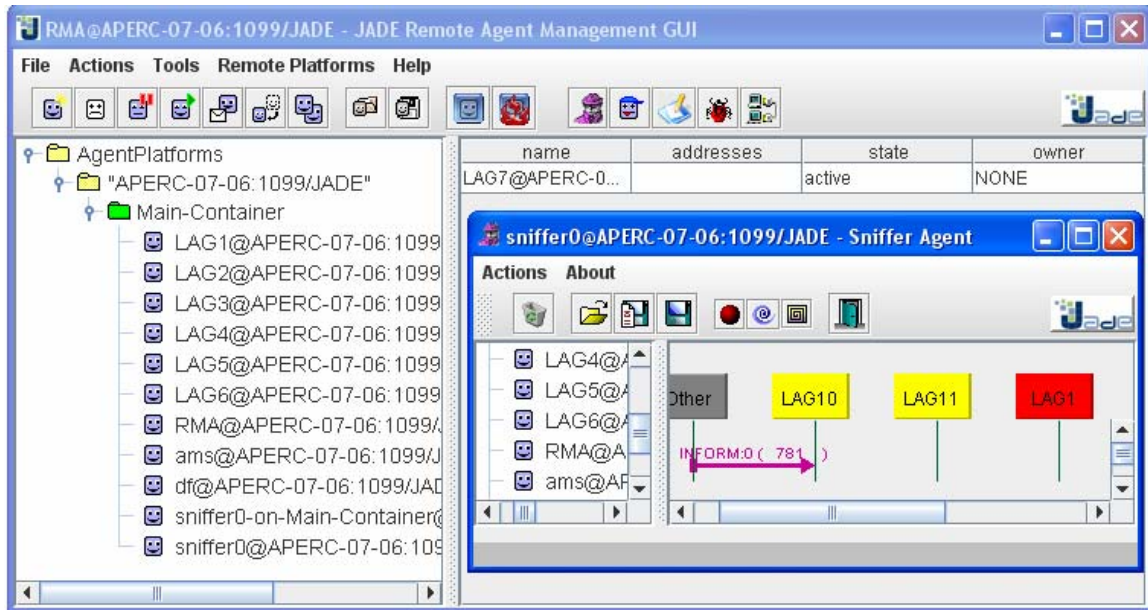 RMA@APERC-07-06:1099/JADE - JADE Remote Agent Management GUI
File Actions Tools Remote Platforms Help
Jade
AgentPlatforms
"APERC-07-06:1099/JADE"
Main-Container
LAG1@APERC-07-06:1099
LAG2@APERC-07-06:1099
LAG3@APERC-07-06:1099
LAG4@APERC-07-06:1099
LAG5@APERC-07-06:1099
LAG6@APERC-07-06:1099
RMA@APERC-07-06:1099/
ams@APERC-07-06:1099/J
df@APERC-07-06:1099/JAD
sniffer0-on-Main-Container@
sniffer0@APERC-07-06:109
name addresses state owner
LAG7@APERC-0... active NONE
sniffer0@APERC-07-06:1099/JADE - Sniffer Agent
Actions About
Jade
LAG4@A
LAG5@A
LAG6@A
RMA@A
ams@AP
Other LAG10 LAG11 LAG1
INFORM:0 ( 781 )